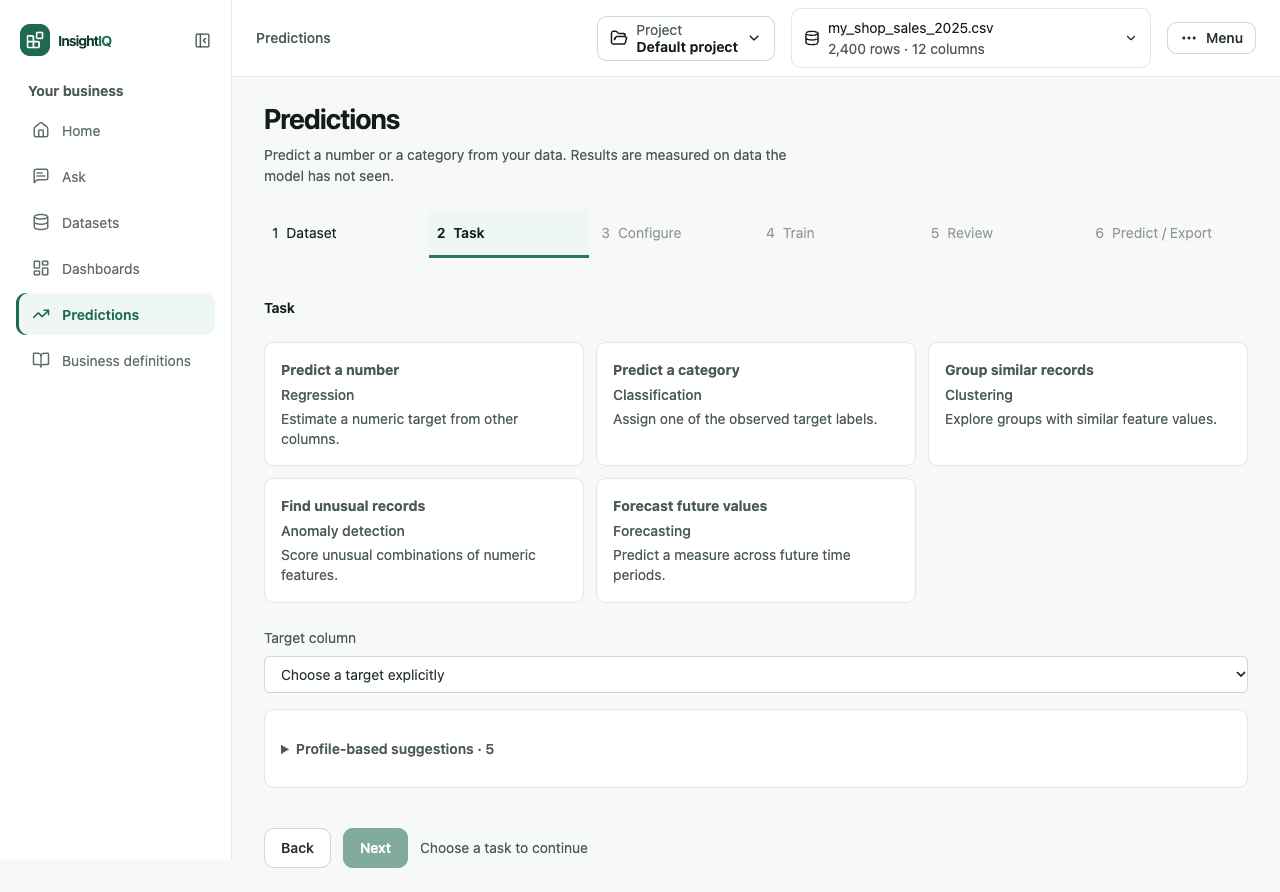 InsightIQ
Your business
Home
Ask
Datasets
Dashboards
Predictions
Business definitions
Predictions
Project
Default project
my_shop_sales_2025.csv
2,400 rows · 12 columns
Menu
Predictions
Predict a number or a category from your data. Results are measured on data the
model has not seen.
1 Dataset
2 Task
3 Configure
4 Train
5 Review
6 Predict / Export
Task
Predict a number
Regression
Estimate a numeric target from other
columns.
Predict a category
Classification
Assign one of the observed target labels.
Group similar records
Clustering
Explore groups with similar feature values.
Find unusual records
Anomaly detection
Score unusual combinations of numeric
features.
Forecast future values
Forecasting
Predict a measure across future time
periods.
Target column
Choose a target explicitly
Profile-based suggestions · 5
Back
Next
Choose a task to continue